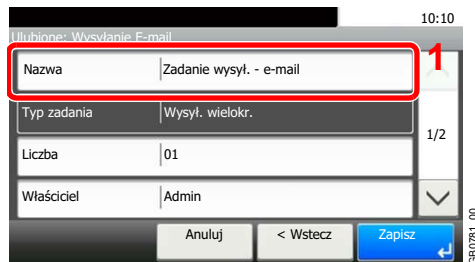 10:10
Ulubione: Wysyłanie E-mail
Nazwa Zadanie wysył. - e-mail
1
Typ zadania Wysył. wielokr.
1/2
Liczba 01
Właściciel Admin
Anuluj < Wstecz Zapisz
GB0781_00